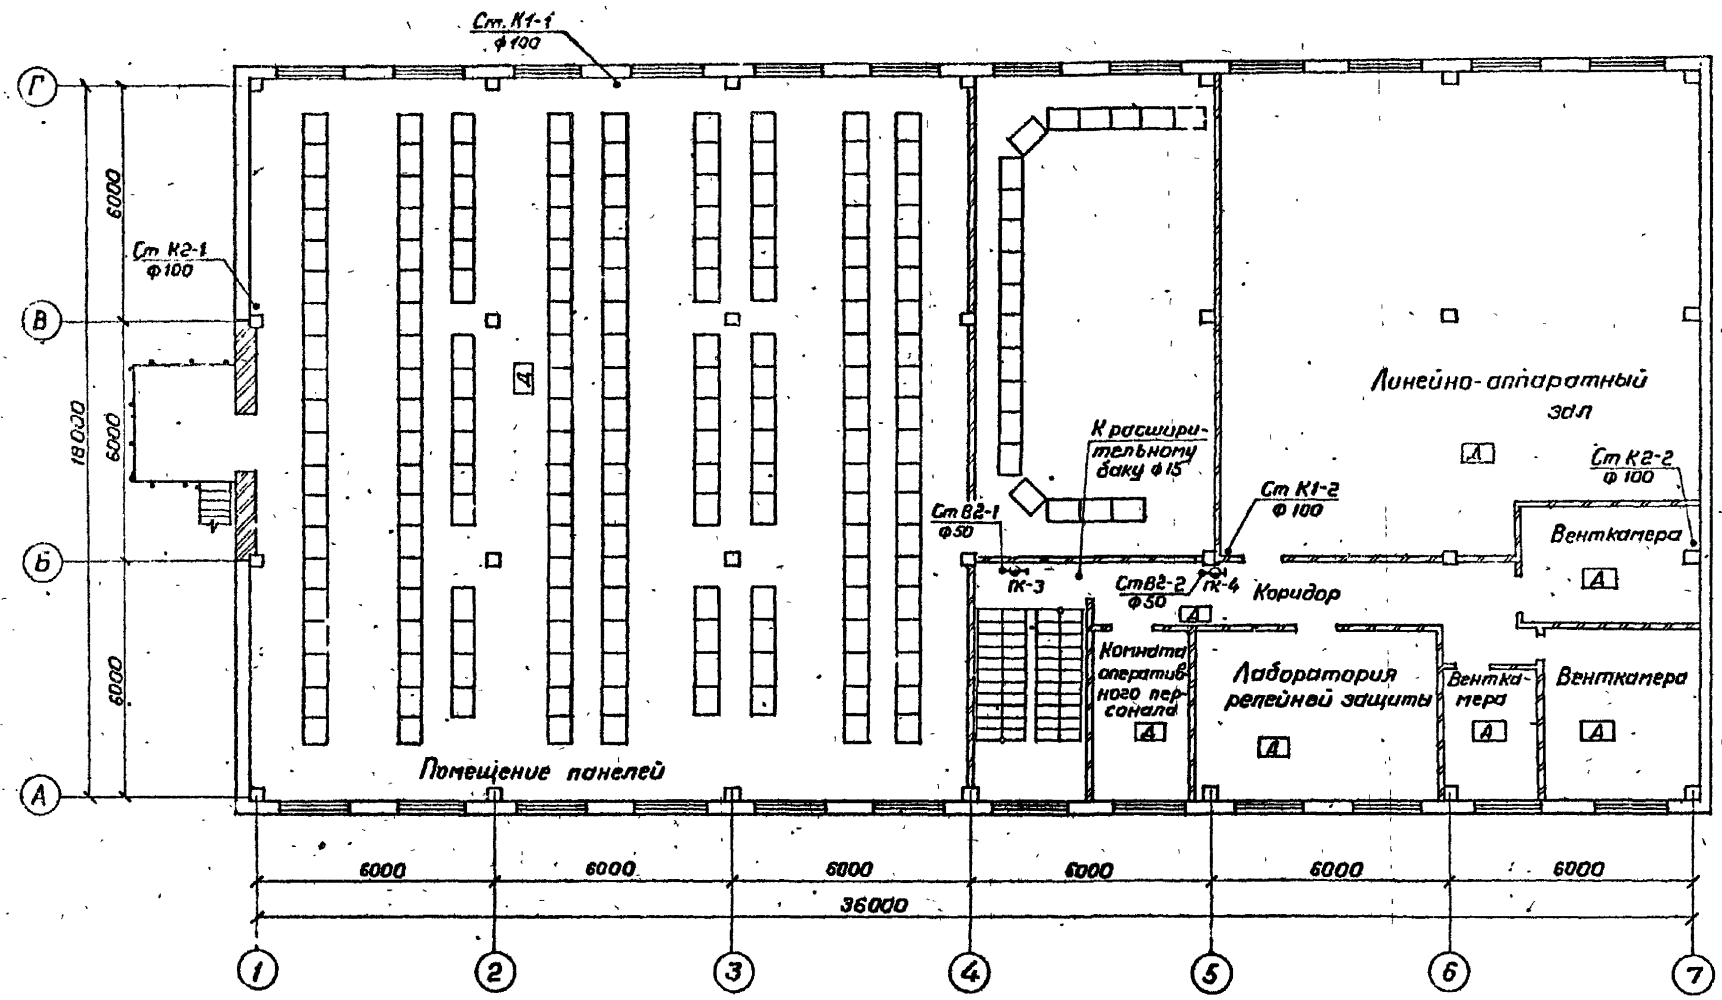 Ст. К1-1
ф100
Г
6000
Ст К2-1
ф100
В
18000
6000
Д
Линейно-аппаратный
зал
Д
К расшири-
тельному
баку ф15
Ст К2-2
ф100
Ст К1-2
ф100
Ст В2-1
ф50
Венткамера
Д
Б
ПК-3
Ст В2-2
ф50
ПК-4
Коридор
Д
6000
Комната
оператив-
ного пер-
сонала
Д
Лаборатория
релейной защиты
Д
Вентка-
мера
Д
Венткамера
Д
Помещение панелей
А
6000
6000
6000
6000
6000
6000
36000
1
2
3
4
5
6
7